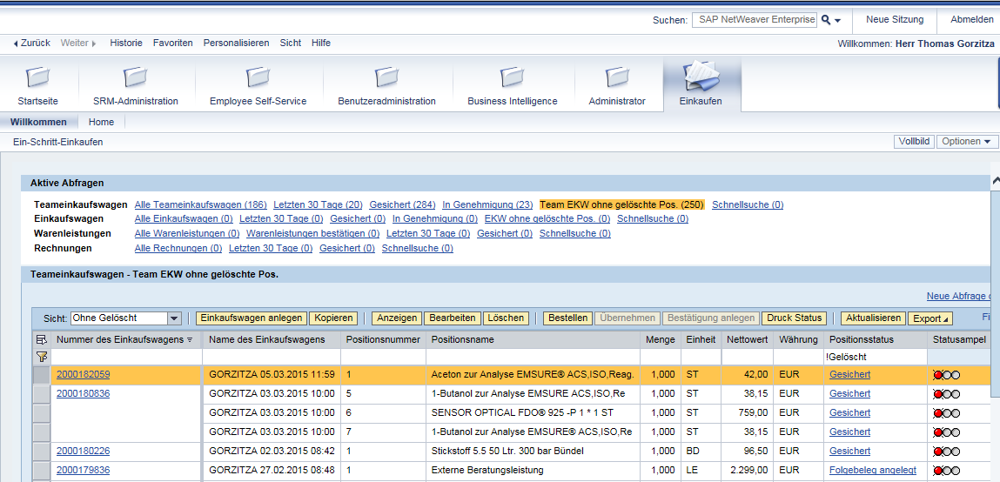 Suchen: SAP NetWeaver Enterprise Neue Sitzung Abmelden
Zurück Weiter Historie Favoriten Personalisieren Sicht Hilfe Willkommen: Herr Thomas Gorzitza
Startseite SRM-Administration Employee Self-Service Benutzeradministration Business Intelligence Administrator Einkaufen
Willkommen Home
Ein-Schritt-Einkaufen Vollbild Optionen
Aktive Abfragen
Teameinkaufswagen Alle Teameinkaufswagen (186) Letzten 30 Tage (20) Gesichert (284) In Genehmigung (23) Team EKW ohne gelöschte Pos. (250) Schnellsuche (0)
Einkaufswagen Alle Einkaufswagen (0) Letzten 30 Tage (0) Gesichert (0) In Genehmigung (0) EKW ohne gelöschte Pos. (0) Schnellsuche (0)
Warenleistungen Alle Warenleistungen (0) Warenleistungen bestätigen (0) Letzten 30 Tage (0) Gesichert (0) Schnellsuche (0)
Rechnungen Alle Rechnungen (0) Letzten 30 Tage (0) Gesichert (0) Schnellsuche (0)
Teameinkaufswagen - Team EKW ohne gelöschte Pos.
Neue Abfrage
Sicht: Ohne Gelöscht Einkaufswagen anlegen Kopieren Anzeigen Bearbeiten Löschen Bestellen Übernehmen Bestätigung anlegen Druck Status Aktualisieren Export Fi
Nummer des Einkaufswagens Name des Einkaufswagens Positionsnummer Positionsname Menge Einheit Nettowert Währung Positionsstatus Statusampel
!Gelöscht
2000182059 GORZITZA 05.03.2015 11:59 1 Aceton zur Analyse EMSURE® ACS,ISO,Reag. 1,000 ST 42,00 EUR Gesichert
2000180836 GORZITZA 03.03.2015 10:00 5 1-Butanol zur Analyse EMSURE ACS,ISO,Re 1,000 ST 38,15 EUR Gesichert
GORZITZA 03.03.2015 10:00 6 SENSOR OPTICAL FDO® 925 -P 1 * 1 ST 1,000 ST 759,00 EUR Gesichert
GORZITZA 03.03.2015 10:00 7 1-Butanol zur Analyse EMSURE® ACS,ISO,Re 1,000 ST 38,15 EUR Gesichert
2000180226 GORZITZA 02.03.2015 08:42 1 Stickstoff 5.5 50 Ltr. 300 bar Bündel 1,000 BD 96,50 EUR Gesichert
2000179836 GORZITZA 27.02.2015 08:48 1 Externe Beratungsleistung 1,000 LE 2.299,00 EUR Folgebeleg angelegt